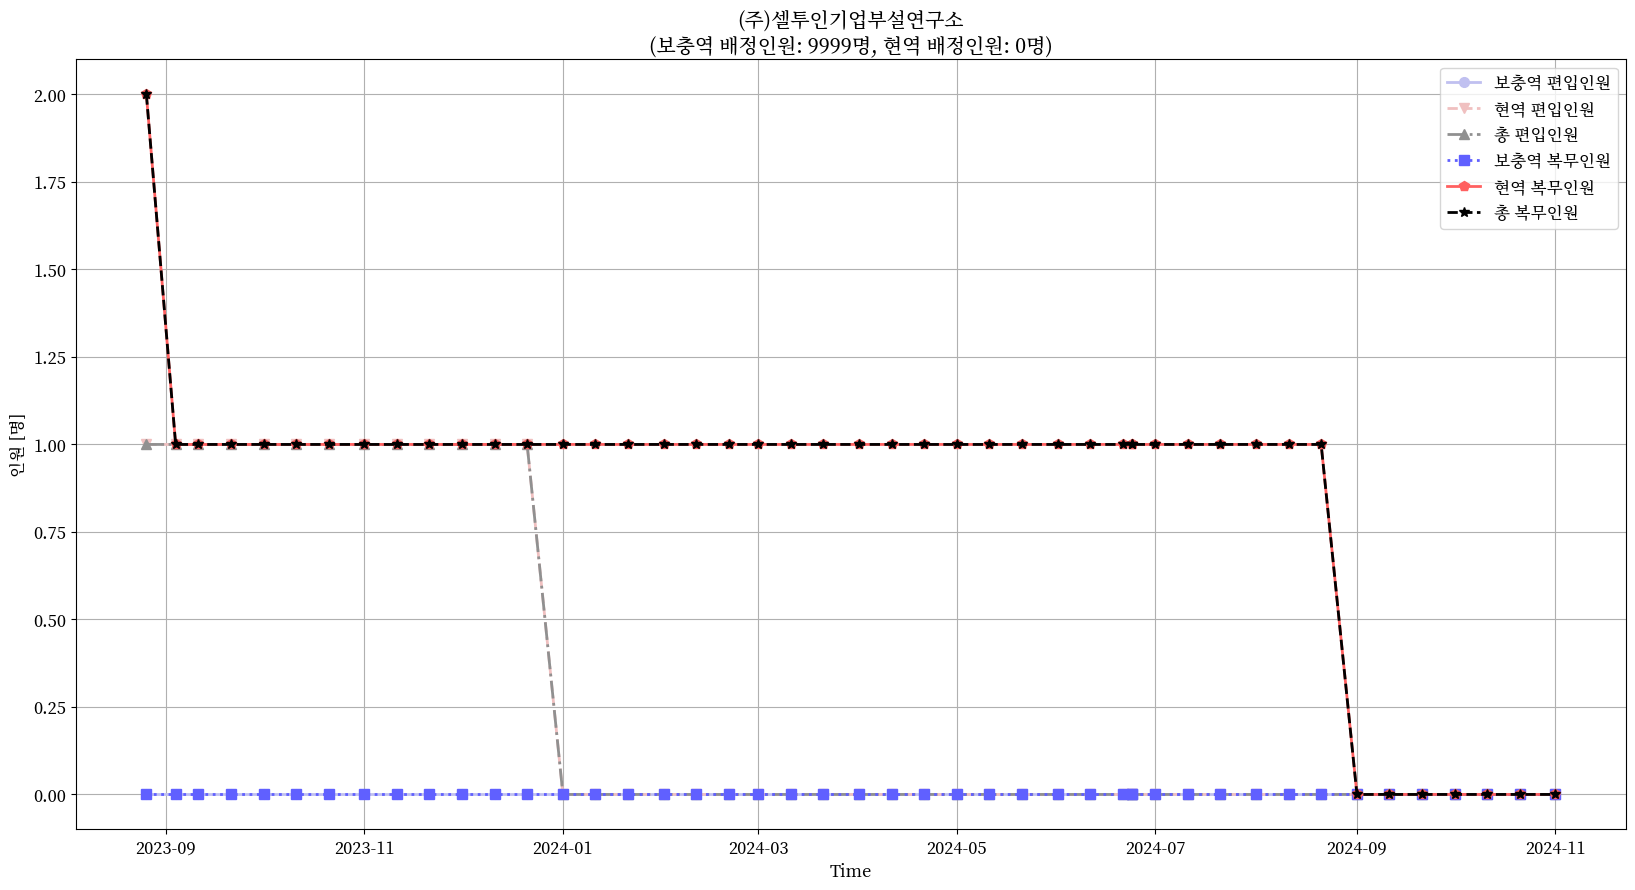 (주)셀투인기업부설연구소
(보충역 배정인원: 9999명, 현역 배정인원: 0명)
보충역 편입인원
현역 편입인원
총 편입인원
보충역 복무인원
현역 복무인원
총 복무인원
2.00
1.75
1.50
1.25
1.00
0.75
0.50
0.25
0.00
인원 [명]
2023-09
2023-11
2024-01
2024-03
2024-05
2024-07
2024-09
2024-11
Time